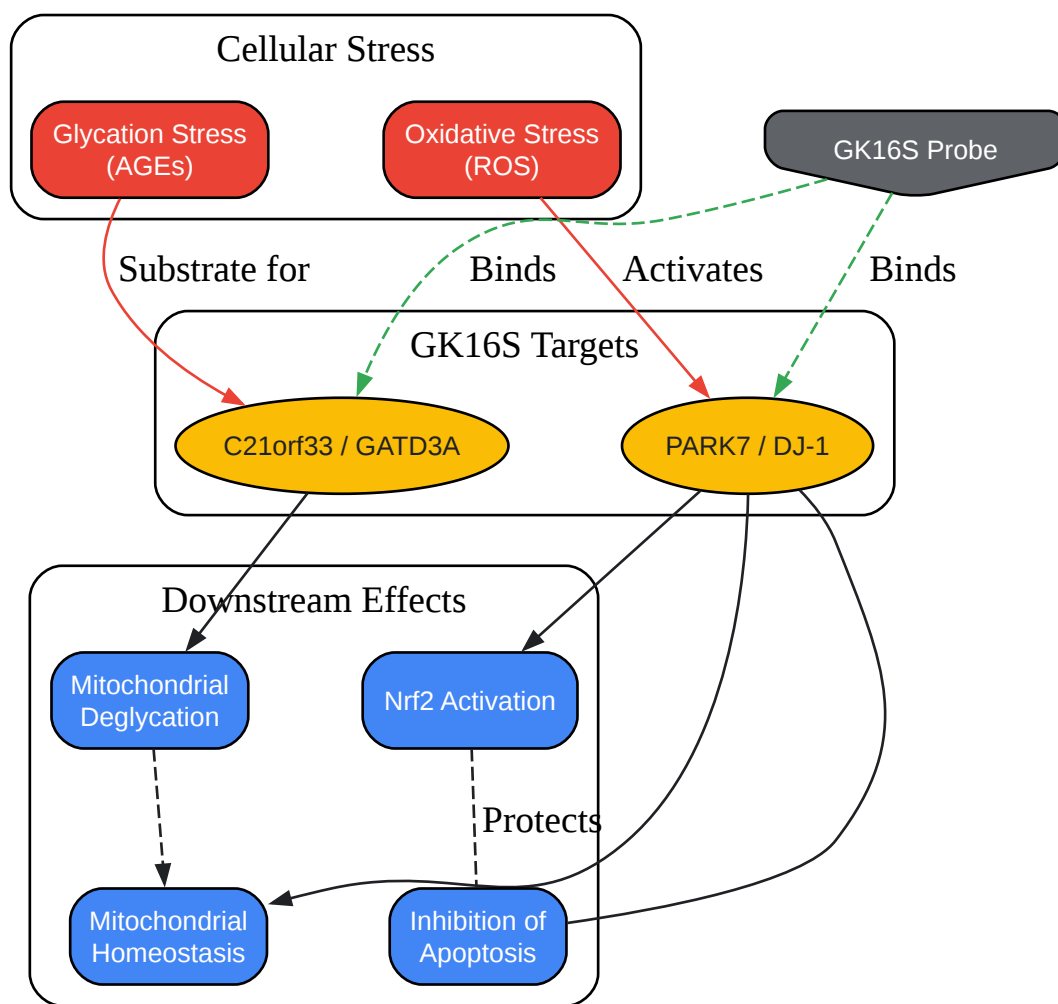 Cellular Stress
Glycation Stress
(AGEs)
Oxidative Stress
(ROS)
GK16S Probe
Substrate for
Binds
Activates
Binds
GK16S Targets
C21orf33 / GATD3A
PARK7 / DJ-1
Downstream Effects
Mitochondrial
Deglycation
Nrf2 Activation
Protects
Mitochondrial
Homeostasis
Inhibition of
Apoptosis